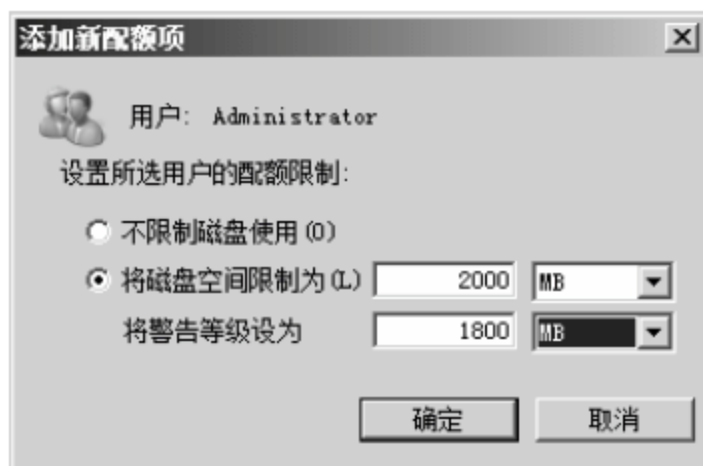 添加新配额项
用户: Administrator
设置所选用户的配额限制:
不限制磁盘使用(O)
将磁盘空间限制为(L) 2000 MB
将警告等级设为 1800 MB
确定 取消